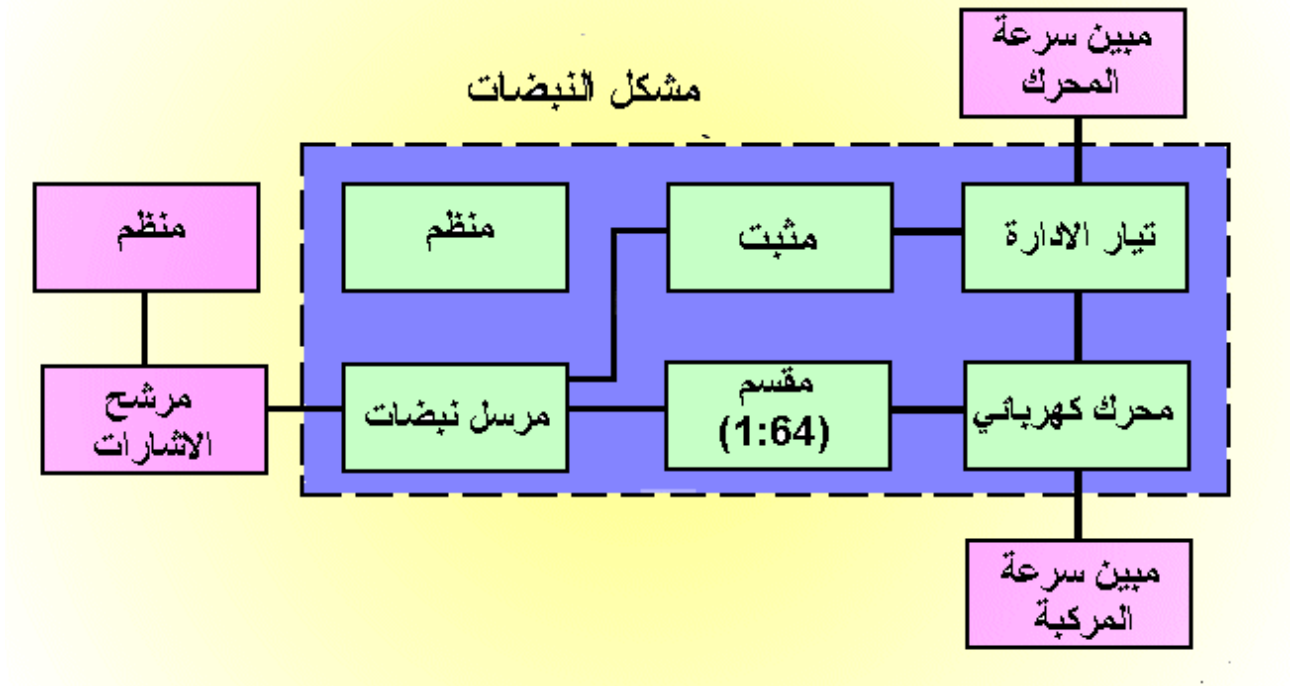 مبين سرعة
المحرك
مشكل النبضات
منظم
منظم
مثبت
تيار الادارة
مرشح
الاشارات
مرسل نبضات
مقسم
(1:64)
محرك كهربائي
مبين سرعة
المركبة